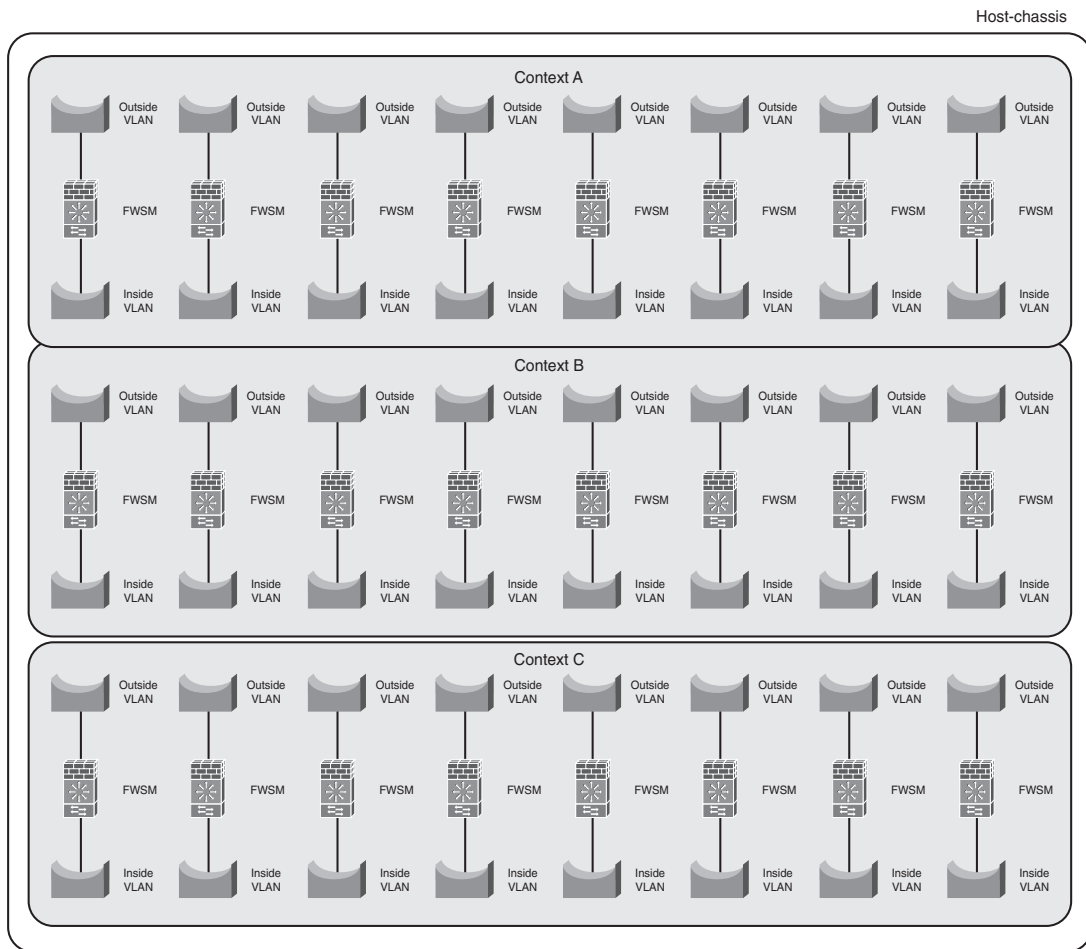 Host-chassis
Context A
Outside
VLAN
Outside
VLAN
Outside
VLAN
Outside
VLAN
Outside
VLAN
Outside
VLAN
Outside
VLAN
Outside
VLAN
FWSM
FWSM
FWSM
FWSM
FWSM
FWSM
FWSM
FWSM
Inside
VLAN
Inside
VLAN
Inside
VLAN
Inside
VLAN
Inside
VLAN
Inside
VLAN
Inside
VLAN
Inside
VLAN
Context B
Outside
VLAN
Outside
VLAN
Outside
VLAN
Outside
VLAN
Outside
VLAN
Outside
VLAN
Outside
VLAN
Outside
VLAN
FWSM
FWSM
FWSM
FWSM
FWSM
FWSM
FWSM
FWSM
Inside
VLAN
Inside
VLAN
Inside
VLAN
Inside
VLAN
Inside
VLAN
Inside
VLAN
Inside
VLAN
Inside
VLAN
Context C
Outside
VLAN
Outside
VLAN
Outside
VLAN
Outside
VLAN
Outside
VLAN
Outside
VLAN
Outside
VLAN
Outside
VLAN
FWSM
FWSM
FWSM
FWSM
FWSM
FWSM
FWSM
FWSM
Inside
VLAN
Inside
VLAN
Inside
VLAN
Inside
VLAN
Inside
VLAN
Inside
VLAN
Inside
VLAN
Inside
VLAN